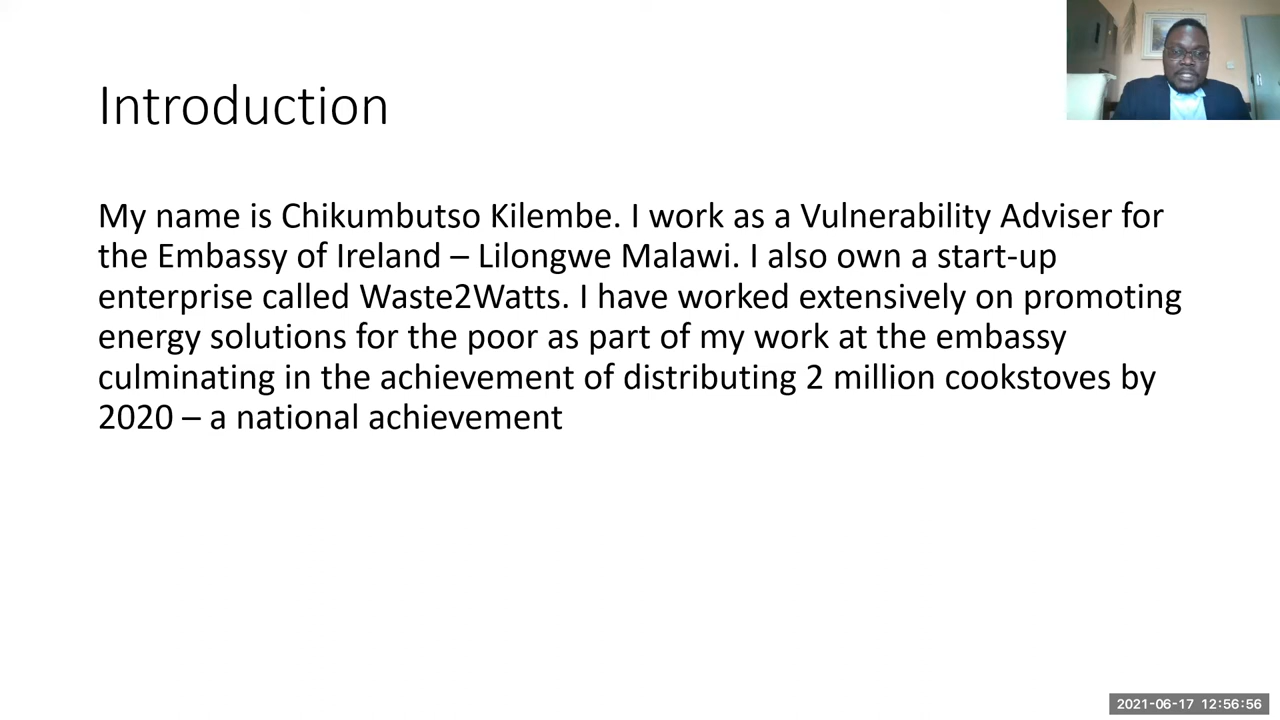 Introduction
My name is Chikumbutso Kilembe. I work as a Vulnerability Adviser for
the Embassy of Ireland – Lilongwe Malawi. I also own a start-up
enterprise called Waste2Watts. I have worked extensively on promoting
energy solutions for the poor as part of my work at the embassy
culminating in the achievement of distributing 2 million cookstoves by
2020 – a national achievement
2021-06-17 12:56:56